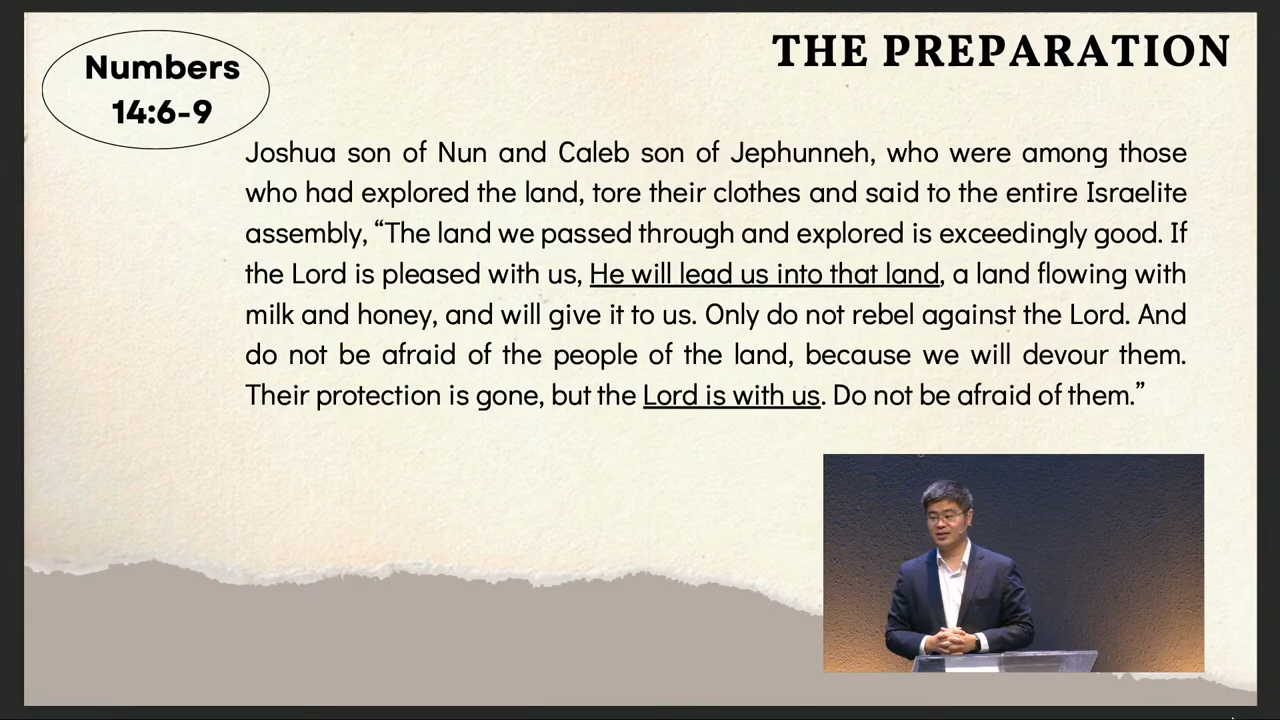 Numbers
14:6-9
THE PREPARATION
Joshua son of Nun and Caleb son of Jephunneh, who were among those
who had explored the land, tore their clothes and said to the entire Israelite
assembly, “The land we passed through and explored is exceedingly good. If
the Lord is pleased with us, He will lead us into that land, a land flowing with
milk and honey, and will give it to us. Only do not rebel against the Lord. And
do not be afraid of the people of the land, because we will devour them.
Their protection is gone, but the Lord is with us. Do not be afraid of them.”